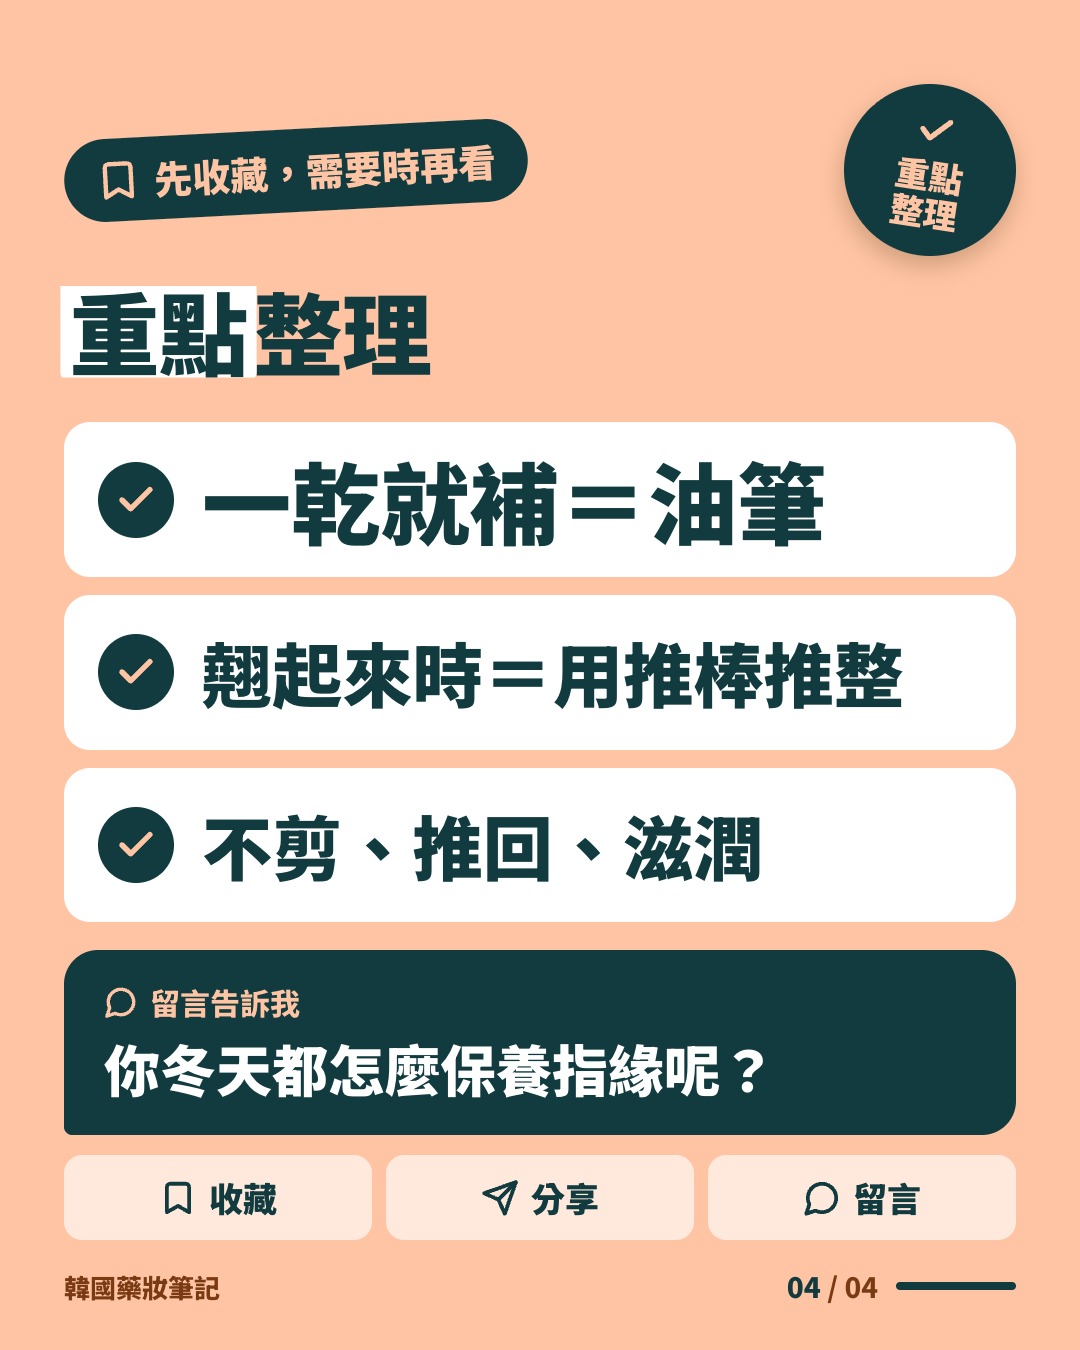 先收藏，需要時再看
重點
整理
重點整理
一乾就補＝油筆
翹起來時＝用推棒推整
不剪、推回、滋潤
留言告訴我
你冬天都怎麼保養指緣呢？
收藏
分享
留言
韓國藥妝筆記
04 / 04